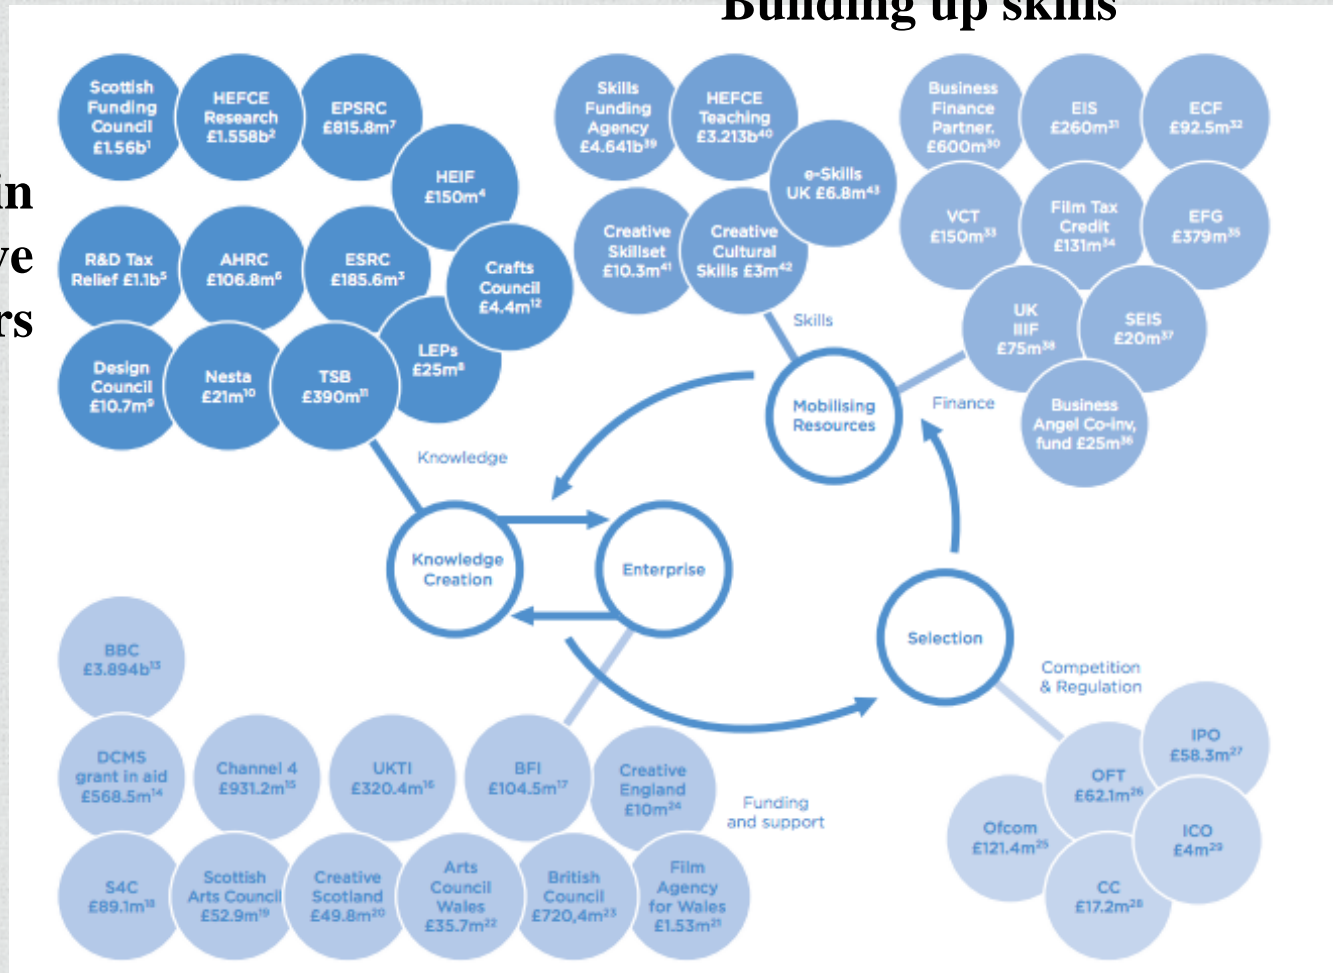 Building up skills
in
ve
rs
Scottish
Funding
Council
£1.56b¹
HEFCE
Research
£1.558b²
EPSRC
£815.8m⁷
HEIF
£150m⁴
R&D Tax
Relief £1.1b⁵
AHRC
£106.8m⁶
ESRC
£185.6m³
Crafts
Council
£4.4m¹²
Design
Council
£10.7m⁹
Nesta
£21m¹⁰
TSB
£390m¹¹
LEPs
£25m⁸
Knowledge
Skills
Funding
Agency
£4.641b³⁹
HEFCE
Teaching
£3.213b⁴⁰
e-Skills
UK £6.8m⁴³
Creative
Skillset
£10.3m⁴¹
Creative
Cultural
Skills £3m⁴²
Skills
Business
Finance
Partner.
£600m³⁰
EIS
£260m³¹
ECF
£92.5m³²
VCT
£150m³³
Film Tax
Credit
£131m³⁴
EFG
£379m³⁵
UK
IIIF
£75m³⁸
SEIS
£20m³⁷
Business
Angel Co-inv,
fund £25m³⁶
Finance
Mobilising
Resources
Knowledge
Creation
Enterprise
Selection
Competition
& Regulation
BBC
£3.894b¹³
DCMS
grant in aid
£568.5m¹⁴
Channel 4
£931.2m¹⁵
UKTI
£320.4m¹⁶
BFI
£104.5m¹⁷
Creative
England
£10m²⁴
Funding
and support
S4C
£89.1m¹⁸
Scottish
Arts Council
£52.9m¹⁹
Creative
Scotland
£49.8m²⁰
Arts
Council
Wales
£35.7m²²
British
Council
£720,4m²³
Film
Agency
for Wales
£1.53m²¹
IPO
£58.3m²⁷
OFT
£62.1m²⁶
Ofcom
£121.4m²⁵
ICO
£4m²⁹
CC
£17.2m²⁸